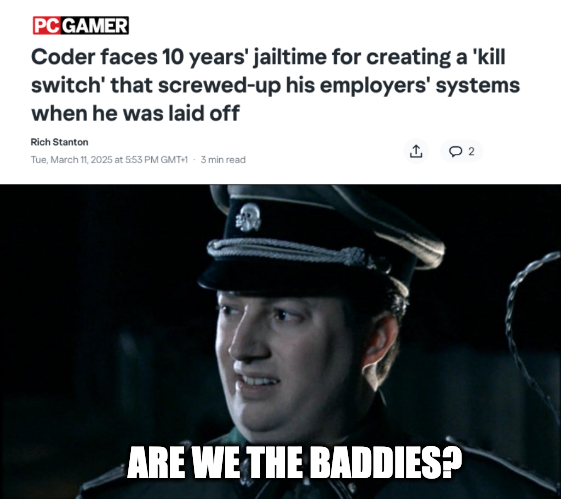 PC GAMER
Coder faces 10 years' jailtime for creating a 'kill
switch' that screwed-up his employers' systems
when he was laid off
Rich Stanton
Tue, March 11, 2025 at 5:53 PM GMT+1 · 3 min read
2
ARE WE THE BADDIES?